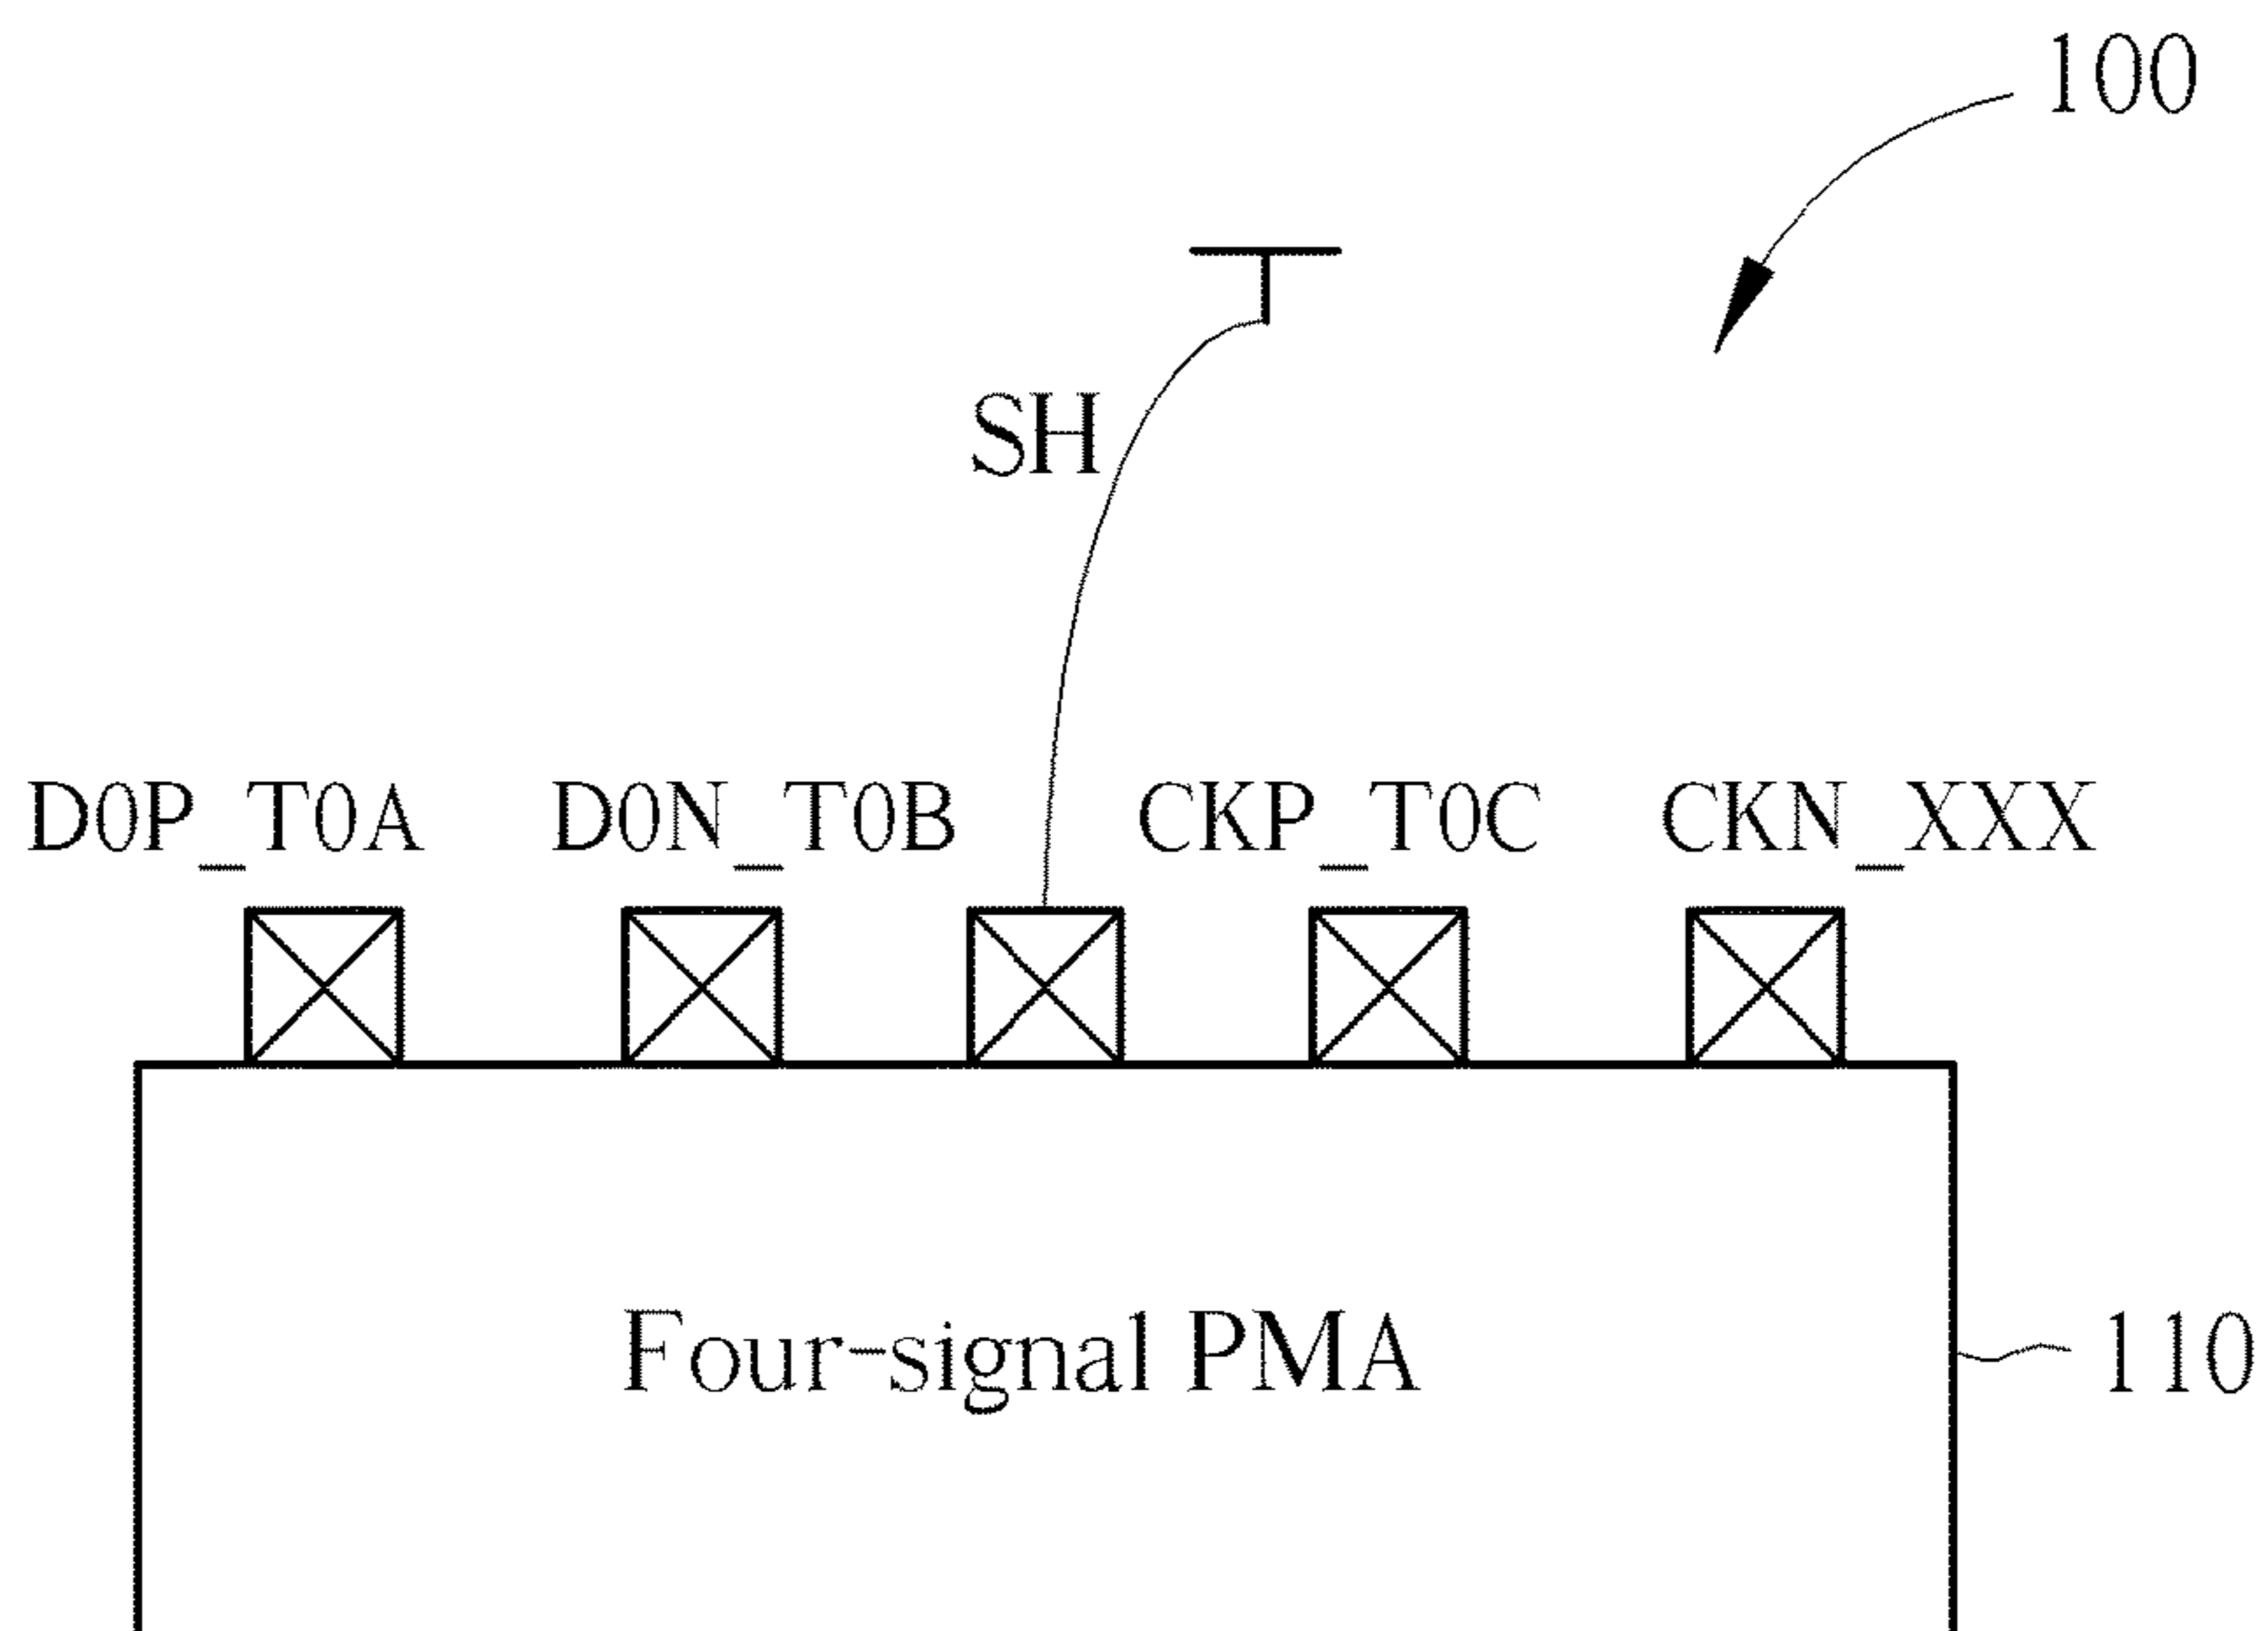 100
SH
D0P_T0A D0N_T0B CKP_T0C CKN_XXX
Four-signal PMA 110